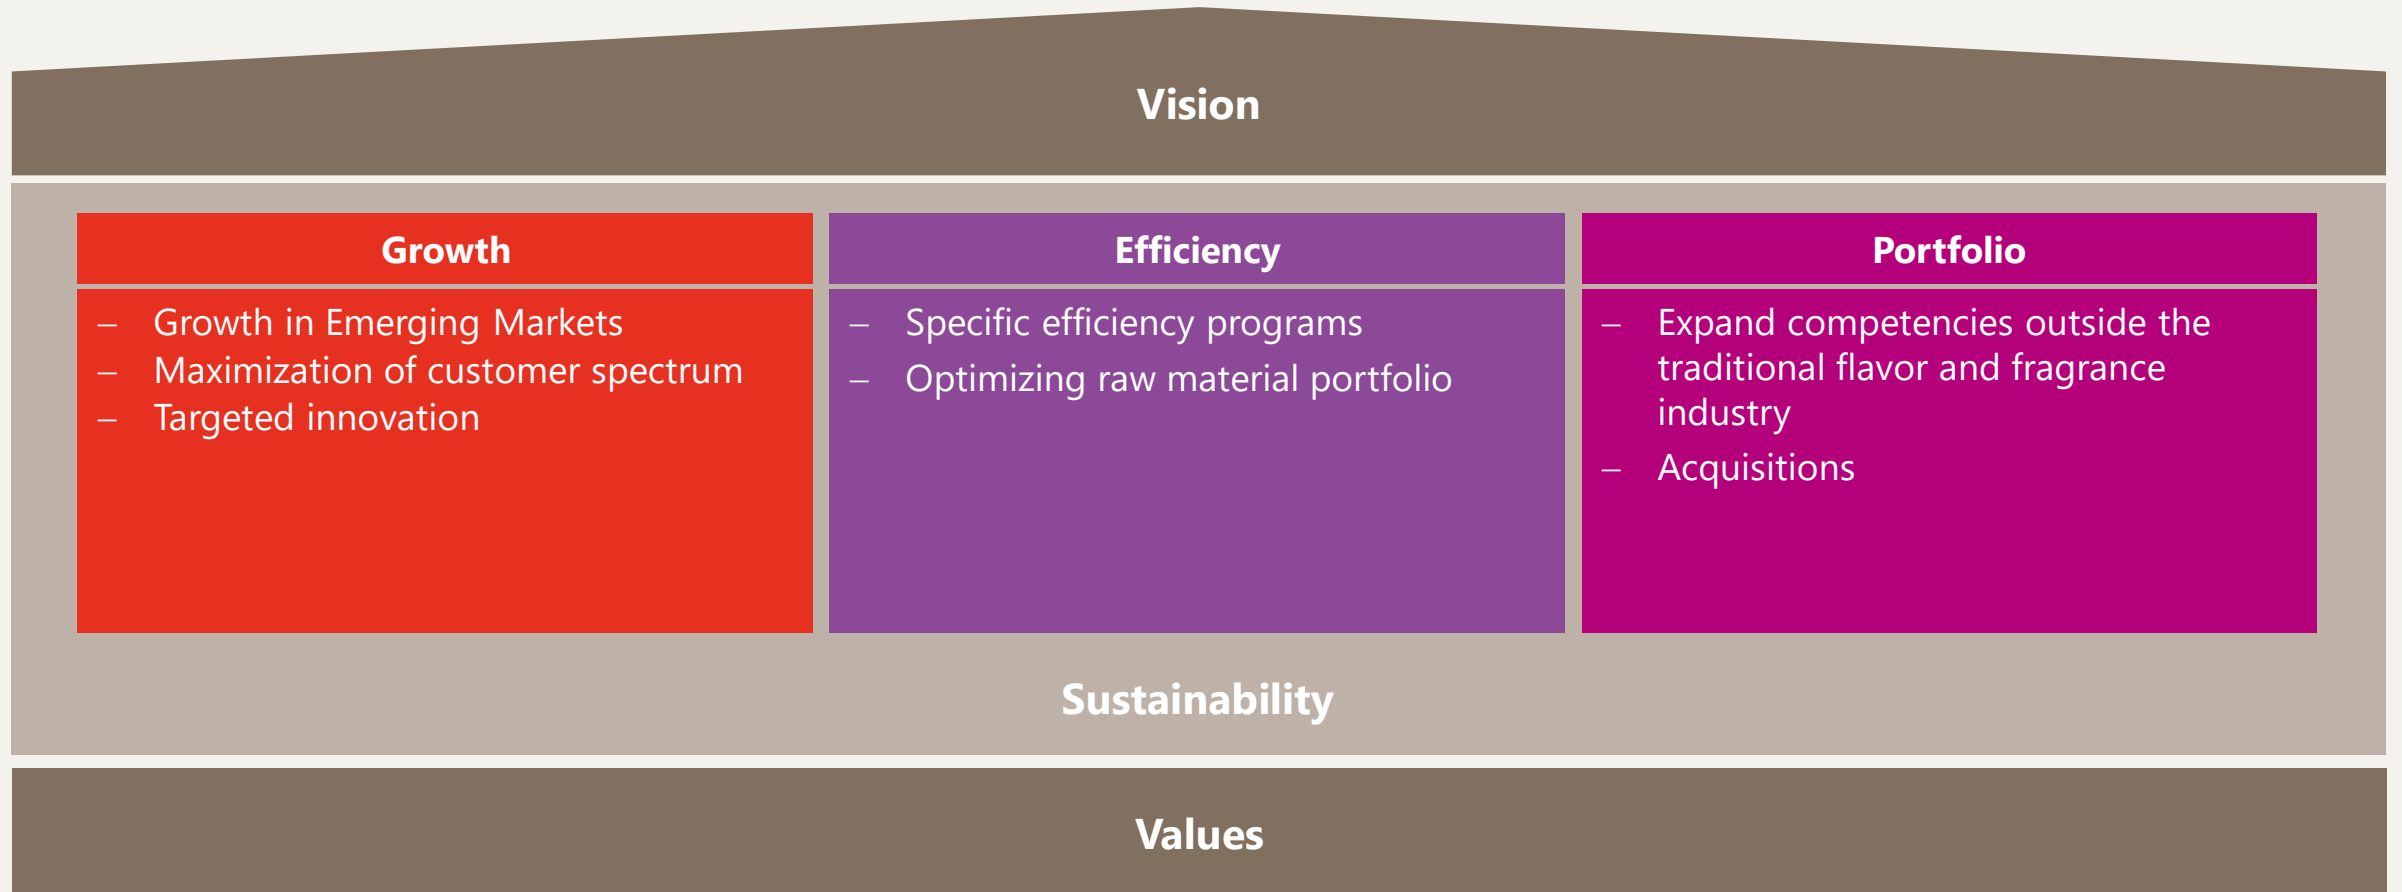 Vision
Growth
– Growth in Emerging Markets
– Maximization of customer spectrum
– Targeted innovation
Efficiency
– Specific efficiency programs
– Optimizing raw material portfolio
Portfolio
– Expand competencies outside the
traditional flavor and fragrance
industry
– Acquisitions
Sustainability
Values